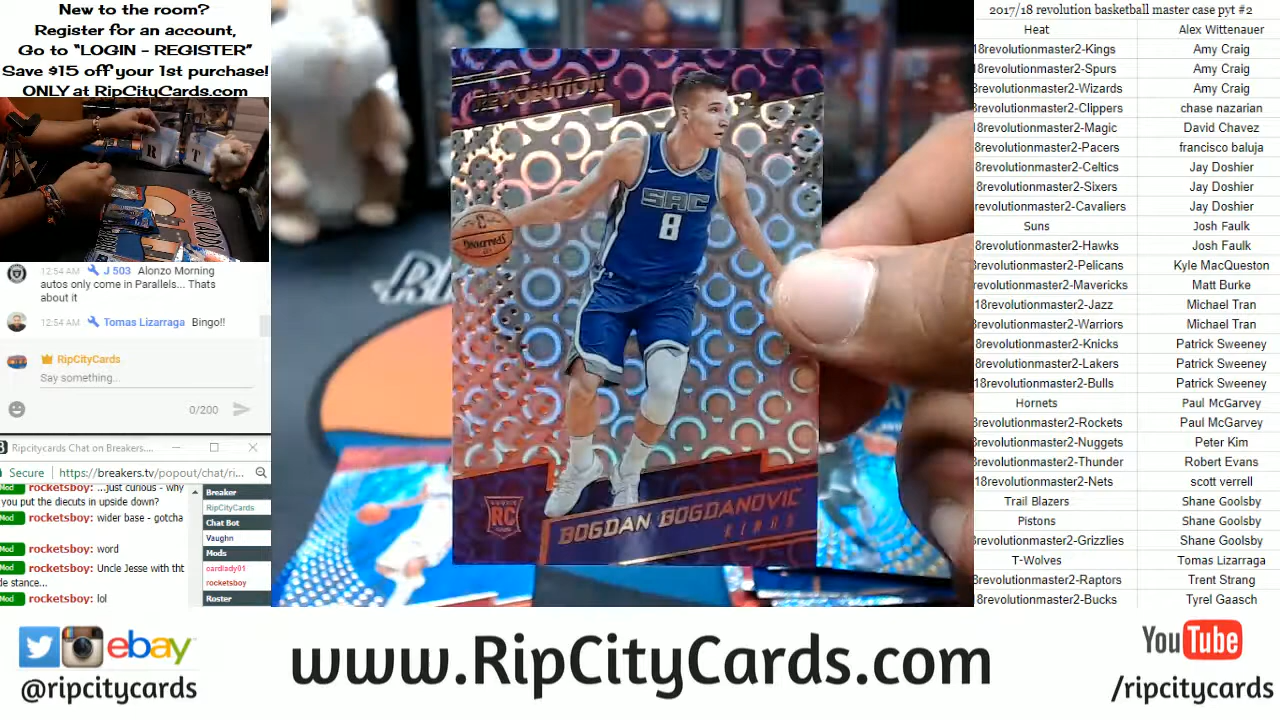 New to the room?
Register for an account,
Go to "LOGIN - REGISTER"
Save $15 off your 1st purchase!
ONLY at RipCityCards.com
12:54 AM J 503 Alonzo Morning
autos only come in Parallels... Thats
about it
12:54 AM Tomas Lizarraga Bingo!!
RipCityCards
Say something...
0/200
Ripcitycards Chat on Breakers....
Secure https://breakers.tv/popout/chat/ri...
Mod rocketsboy: ...just curious - why
you put the diecuts in upside down?
Mod rocketsboy: wider base - gotcha
Mod rocketsboy: word
Mod rocketsboy: Uncle Jesse with tht
de stance...
Mod rocketsboy: lol
Breaker
RipCityCards
Chat Bot
Vaughn
Mods
cardlady01
rocketsboy
Roster
REVOLUTION
SAC
8
RC
BOGDAN BOGDANOVIC
KINGS
2017/18 revolution basketball master case pyt #2
Heat Alex Wittenauer
18revolutionmaster2-Kings Amy Craig
18revolutionmaster2-Spurs Amy Craig
8revolutionmaster2-Wizards Amy Craig
8revolutionmaster2-Clippers chase nazarian
18revolutionmaster2-Magic David Chavez
8revolutionmaster2-Pacers francisco baluja
8revolutionmaster2-Celtics Jay Doshier
8revolutionmaster2-Sixers Jay Doshier
revolutionmaster2-Cavaliers Jay Doshier
Suns Josh Faulk
8revolutionmaster2-Hawks Josh Faulk
8revolutionmaster2-Pelicans Kyle MacQueston
revolutionmaster2-Mavericks Matt Burke
18revolutionmaster2-Jazz Michael Tran
8revolutionmaster2-Warriors Michael Tran
8revolutionmaster2-Knicks Patrick Sweeney
8revolutionmaster2-Lakers Patrick Sweeney
18revolutionmaster2-Bulls Patrick Sweeney
Hornets Paul McGarvey
8revolutionmaster2-Rockets Paul McGarvey
8revolutionmaster2-Nuggets Peter Kim
8revolutionmaster2-Thunder Robert Evans
18revolutionmaster2-Nets scott verrell
Trail Blazers Shane Goolsby
Pistons Shane Goolsby
8revolutionmaster2-Grizzlies Shane Goolsby
T-Wolves Tomas Lizarraga
8revolutionmaster2-Raptors Trent Strang
8revolutionmaster2-Bucks Tyrel Gaasch
ebay
@ripcitycards
www.RipCityCards.com
YouTube
/ripcitycards